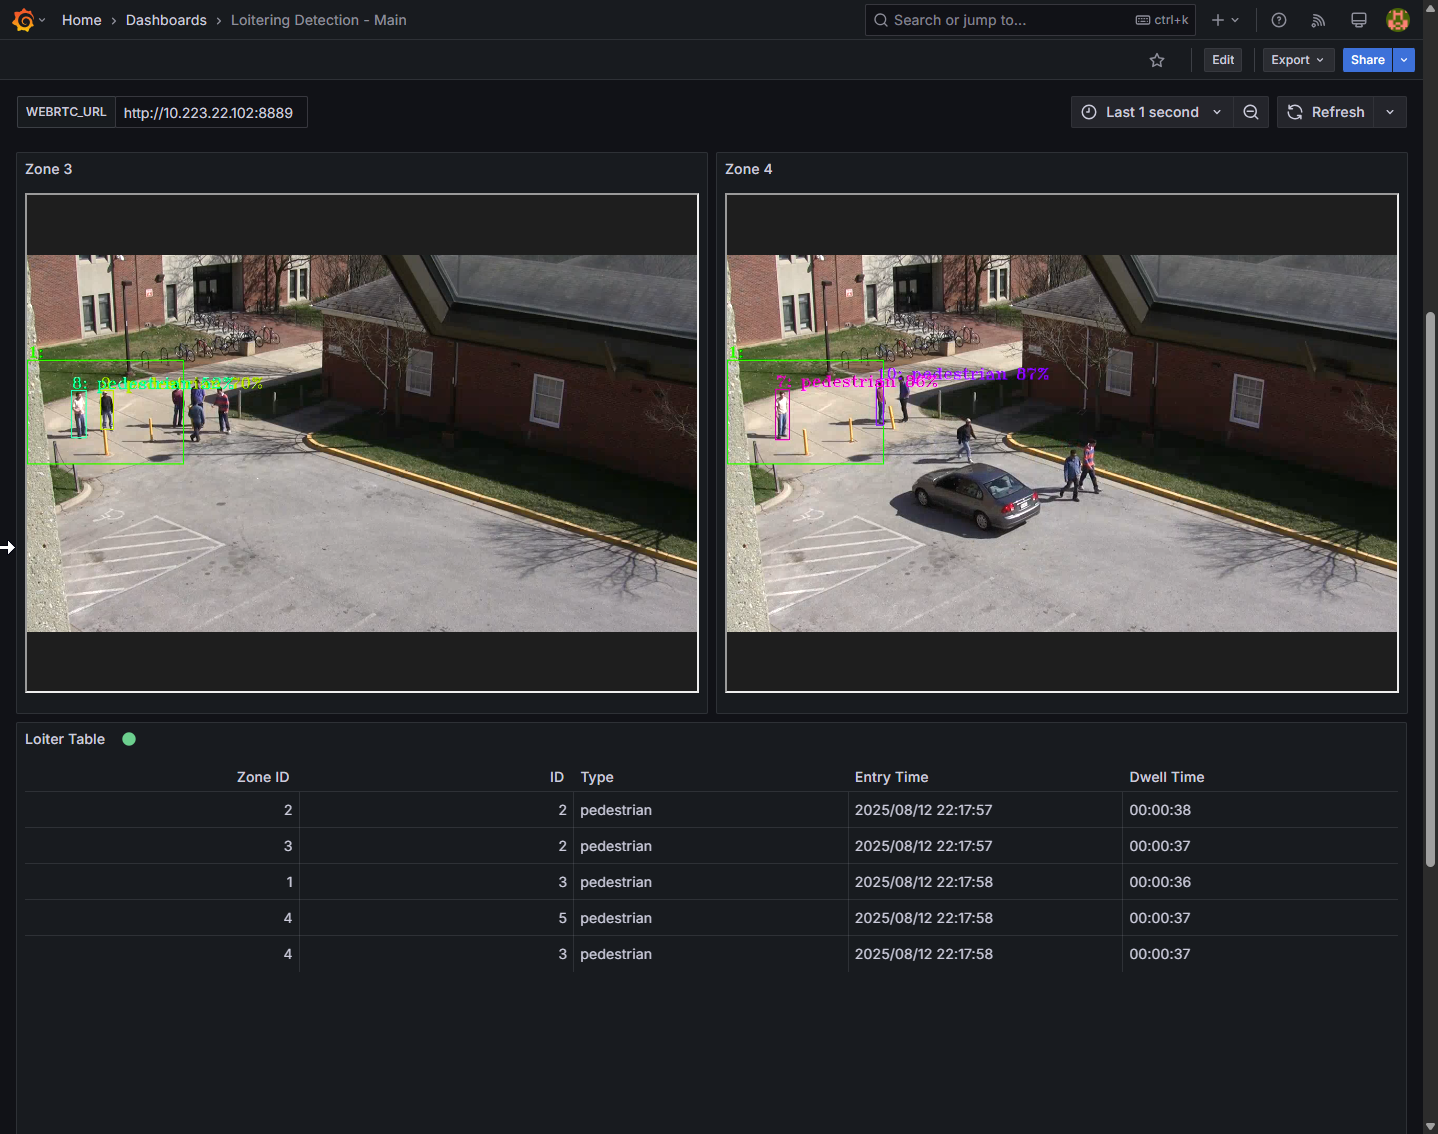 Home › Dashboards › Loitering Detection - Main
Search or jump to... ctrl+k
Edit Export Share
WEBRTC_URL http://10.223.22.102:8889
Last 1 second Refresh
Zone 3
1:
8: pedestrian
70%
Zone 4
1:
7: pedestrian 86%
10: pedestrian 87%
Loiter Table
Zone ID ID Type Entry Time Dwell Time
2 2 pedestrian 2025/08/12 22:17:57 00:00:38
3 2 pedestrian 2025/08/12 22:17:57 00:00:37
1 3 pedestrian 2025/08/12 22:17:58 00:00:36
4 5 pedestrian 2025/08/12 22:17:58 00:00:37
4 3 pedestrian 2025/08/12 22:17:58 00:00:37